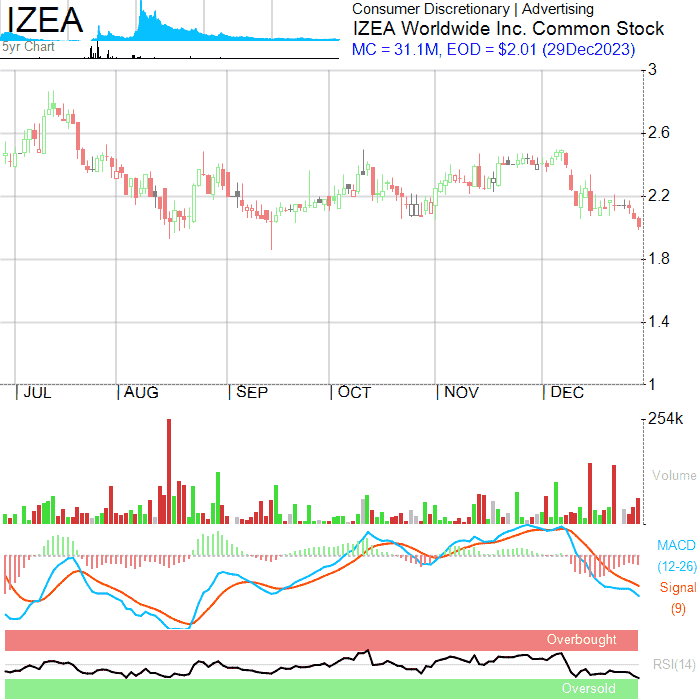 IZEA
5yr Chart
Consumer Discretionary | Advertising
IZEA Worldwide Inc. Common Stock
MC = 31.1M, EOD = $2.01 (29Dec2023)
3
2.6
2.2
1.8
1.4
1
| JUL | AUG | SEP | OCT | NOV | DEC
254k
Volume
MACD
(12-26)
Signal
(9)
Overbought
RSI(14)
Oversold